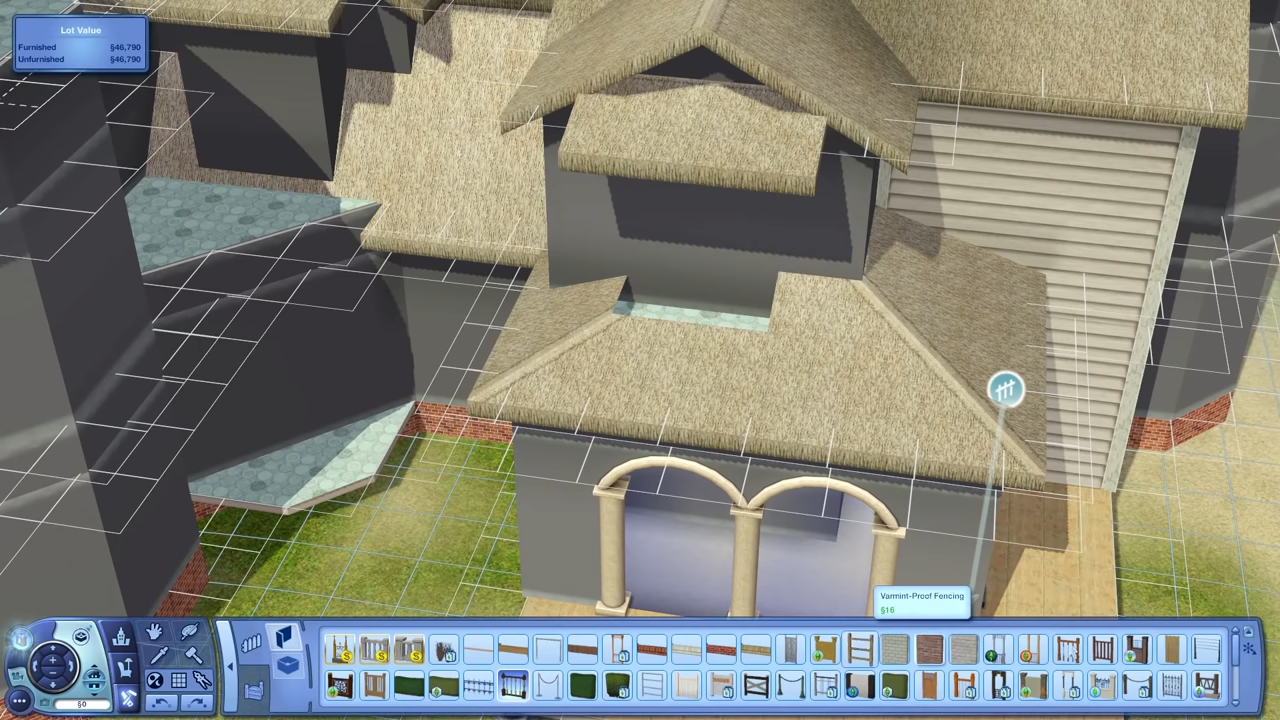 Lot Value
Furnished §46,790
Unfurnished §46,790
Varmint-Proof Fencing
§16
§0